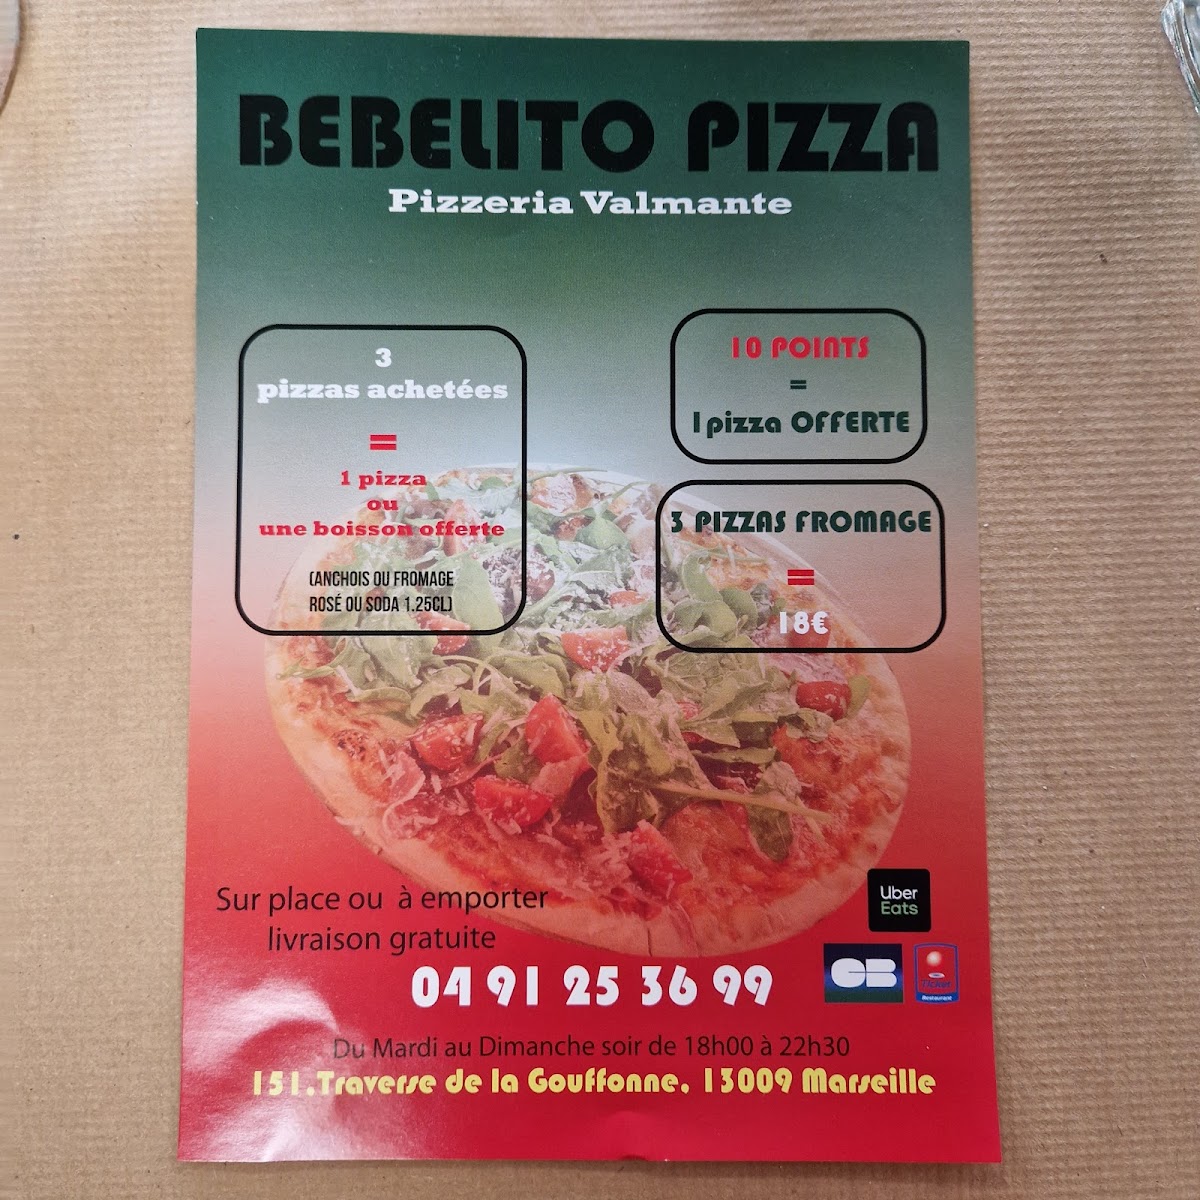 BEBELITO PIZZA
Pizzeria Valmante
3
pizzas achetées
=
1 pizza
ou
une boisson offerte
(ANCHOIS OU FROMAGE
ROSÉ OU SODA 1.25CL)
10 POINTS
=
1 pizza OFFERTE
3 PIZZAS FROMAGE
=
18€
Sur place ou à emporter
livraison gratuite
04 91 25 36 99
Uber
Eats
CB
Ticket
Restaurant
Du Mardi au Dimanche soir de 18h00 à 22h30
151.Traverse de la Gouffonne, 13009 Marseille